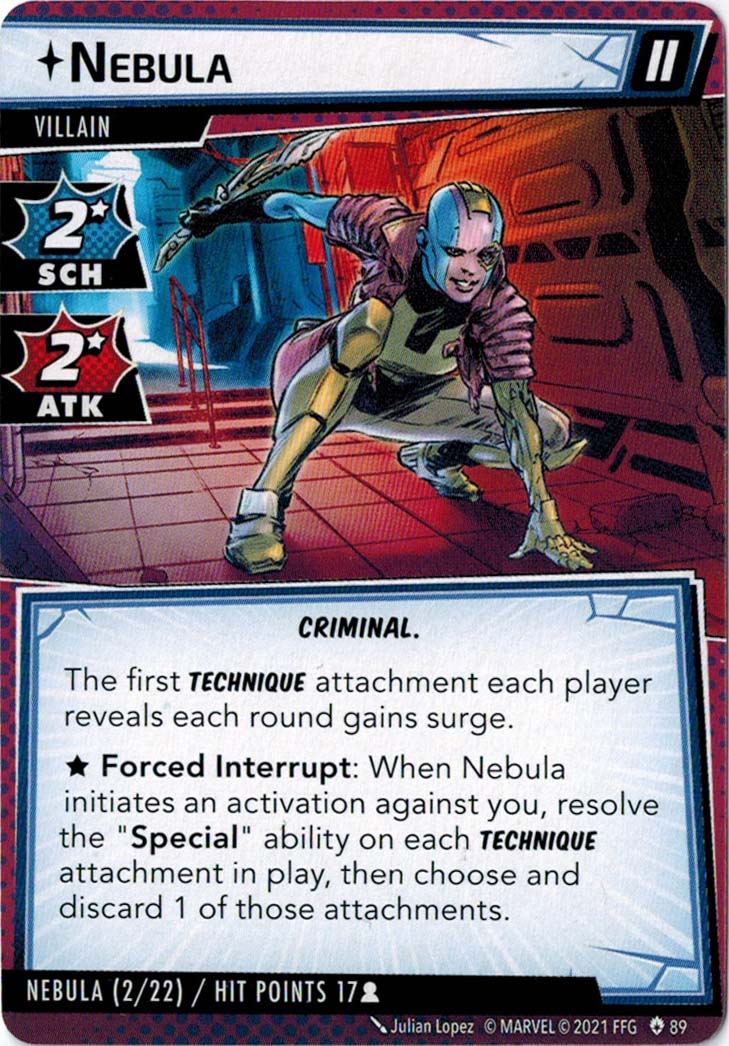 NEBULA
II
VILLAIN
2
SCH
2
ATK
CRIMINAL.
The first TECHNIQUE attachment each player
reveals each round gains surge.
★ Forced Interrupt: When Nebula
initiates an activation against you, resolve
the "Special" ability on each TECHNIQUE
attachment in play, then choose and
discard 1 of those attachments.
NEBULA (2/22) / HIT POINTS 17
Julian Lopez © MARVEL © 2021 FFG 89